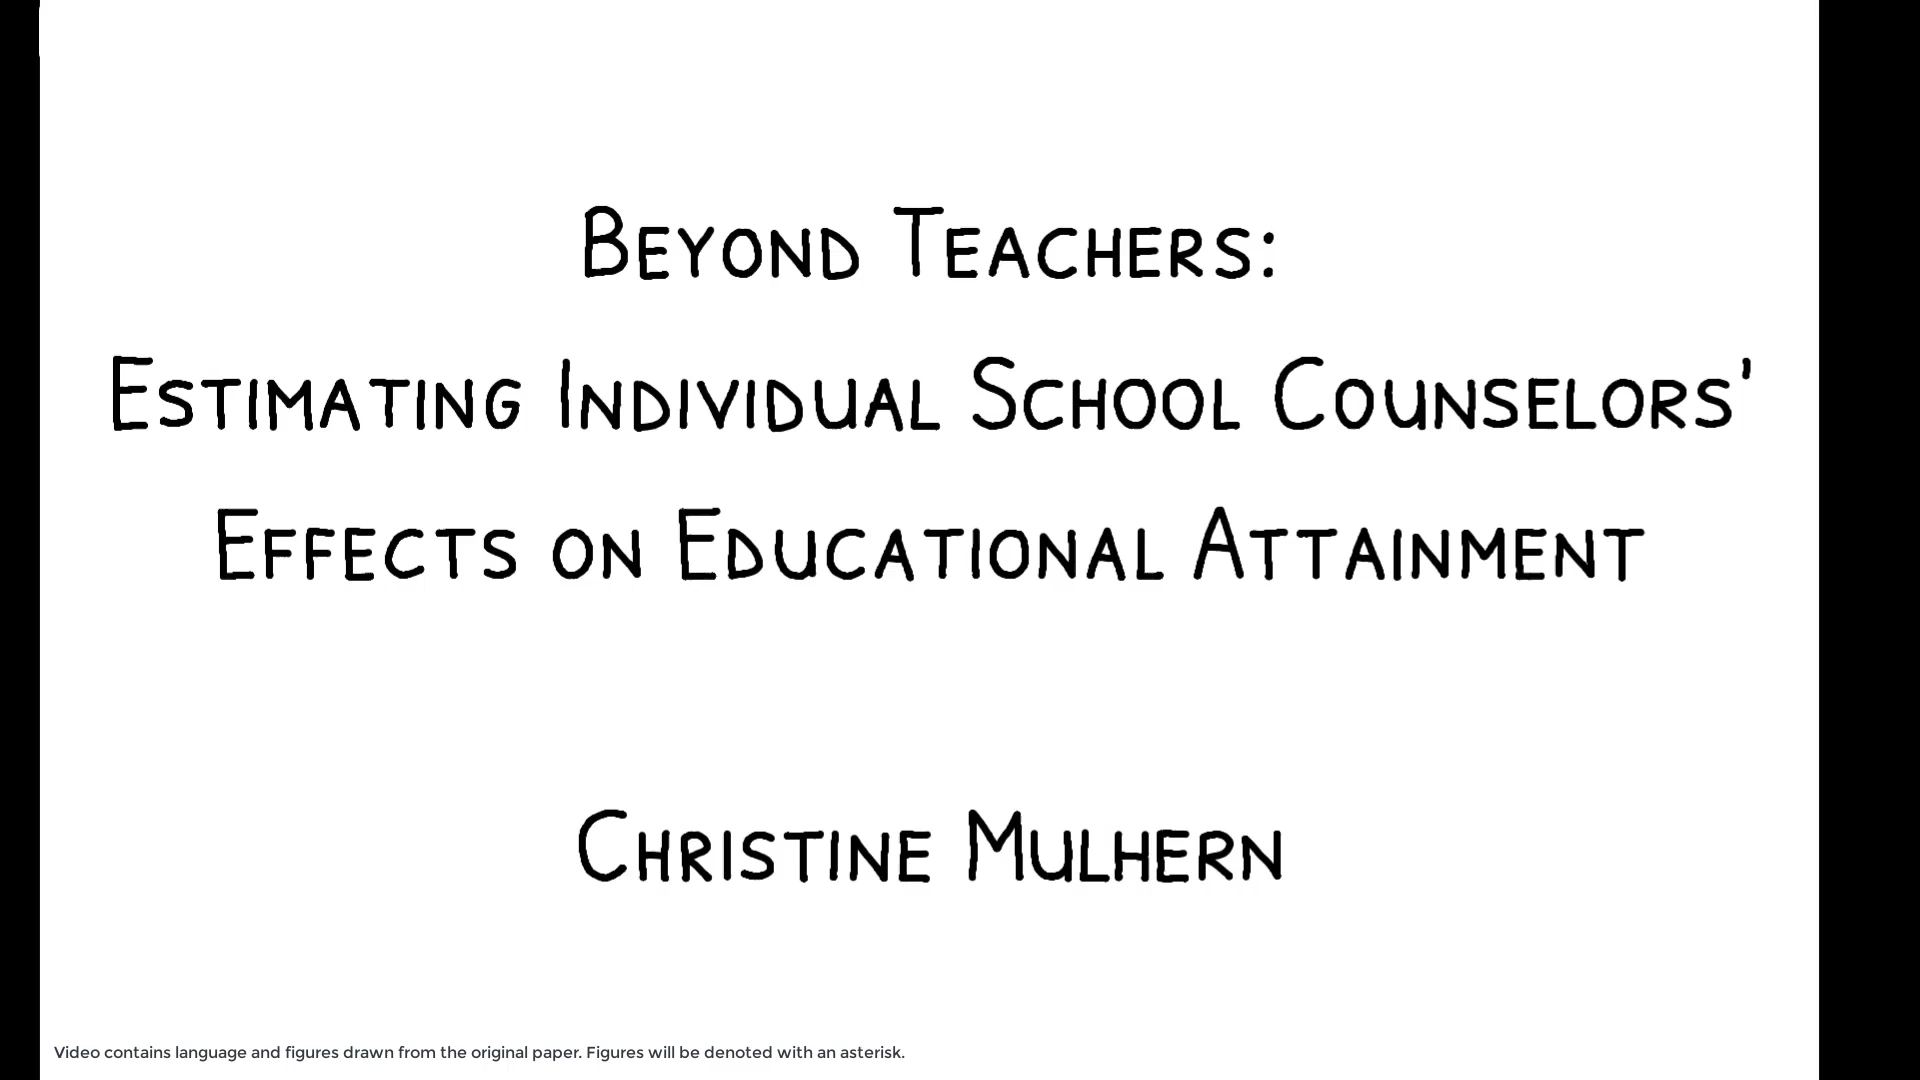 Beyond Teachers:
Estimating Individual School Counselors'
Effects on Educational Attainment
Christine Mulhern
Video contains language and figures drawn from the original paper. Figures will be denoted with an asterisk.